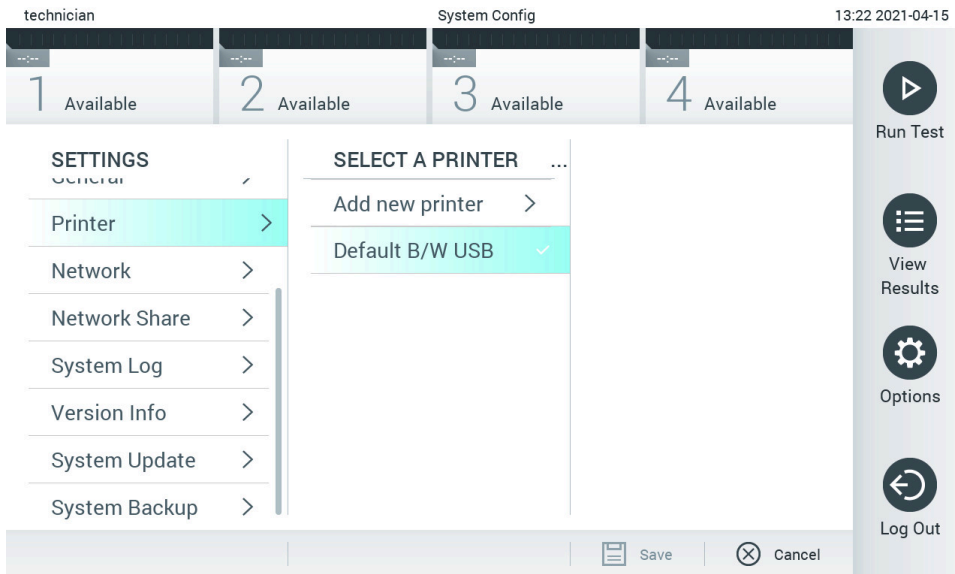 technician
System Config
13:22 2021-04-15
--:--
--:--
--:--
--:--
1 Available
2 Available
3 Available
4 Available
Run Test
SETTINGS
General
Printer
Network
Network Share
System Log
Version Info
System Update
System Backup
SELECT A PRINTER ...
Add new printer
Default B/W USB
View
Results
Options
Log Out
Save
Cancel